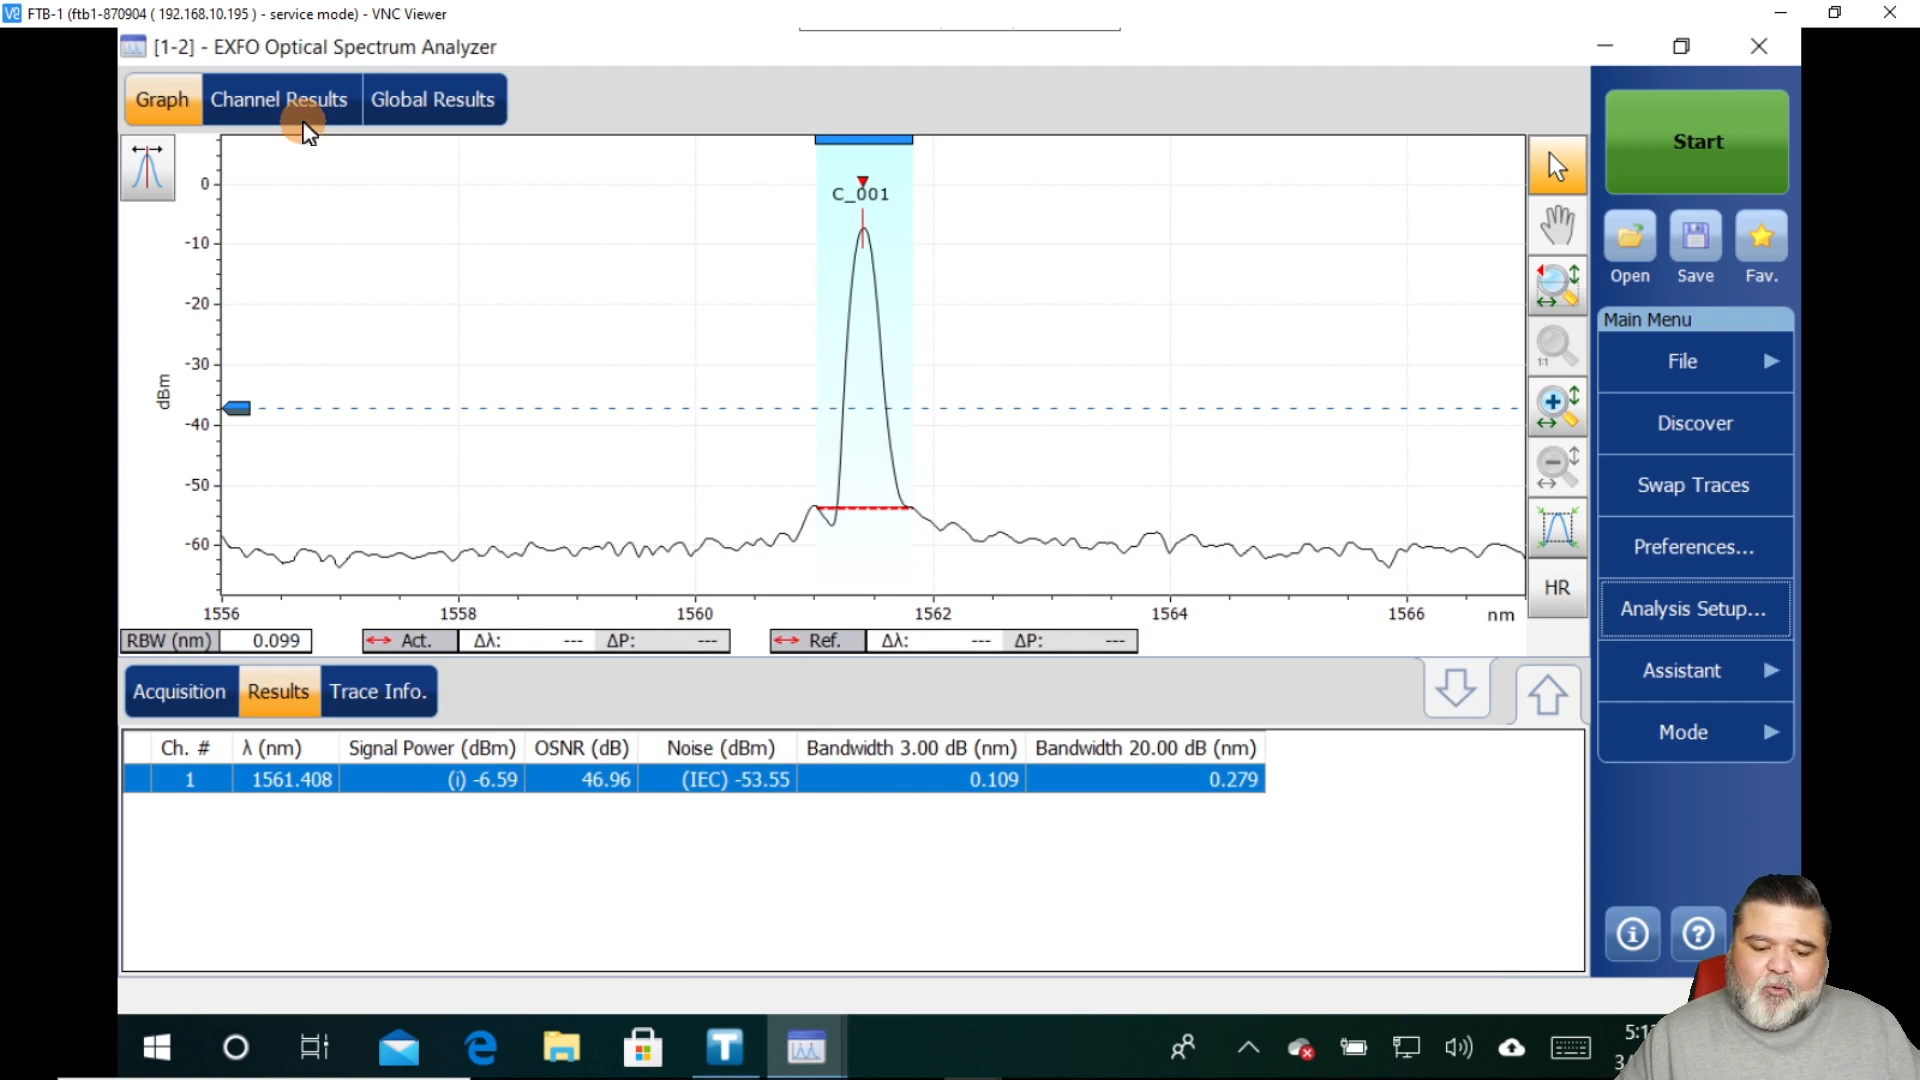 FTB-1 (ftb1-870904 ( 192.168.10.195 ) - service mode) - VNC Viewer
[1-2] - EXFO Optical Spectrum Analyzer
Graph Channel Results Global Results
Start
Open Save Fav.
Main Menu
File
Discover
Swap Traces
Preferences...
Analysis Setup...
Assistant
Mode
C_001
0
-10
-20
-30
-40
-50
-60
dBm
1:1
HR
1556 1558 1560 1562 1564 1566 nm
RBW (nm) 0.099 Act. Δλ: --- ΔP: --- Ref. Δλ: --- ΔP: ---
Acquisition Results Trace Info.
Ch. # λ (nm) Signal Power (dBm) OSNR (dB) Noise (dBm) Bandwidth 3.00 dB (nm) Bandwidth 20.00 dB (nm)
1 1561.408 (i) -6.59 46.96 (IEC) -53.55 0.109 0.279